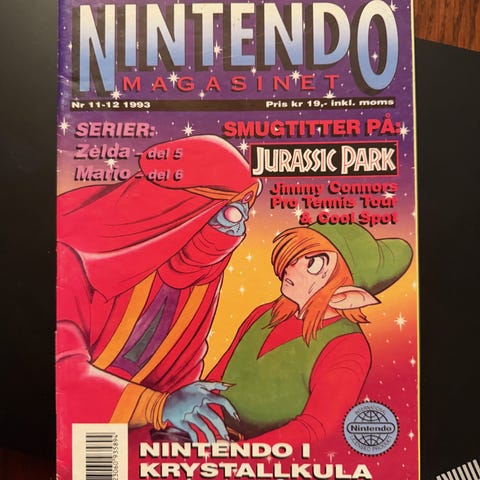 NINTENDO
MAGASINET
Nr 11-12 1993
Pris kr 19,- inkl. moms
SERIER:
Zelda - del 5
Mario - del 6
SMUGTITTER PÅ:
JURASSIC PARK
Jimmy Connors
Pro Tennis Tour
& Cool Spot
Nintendo
NINTENDO I
KRYSTALLKULA